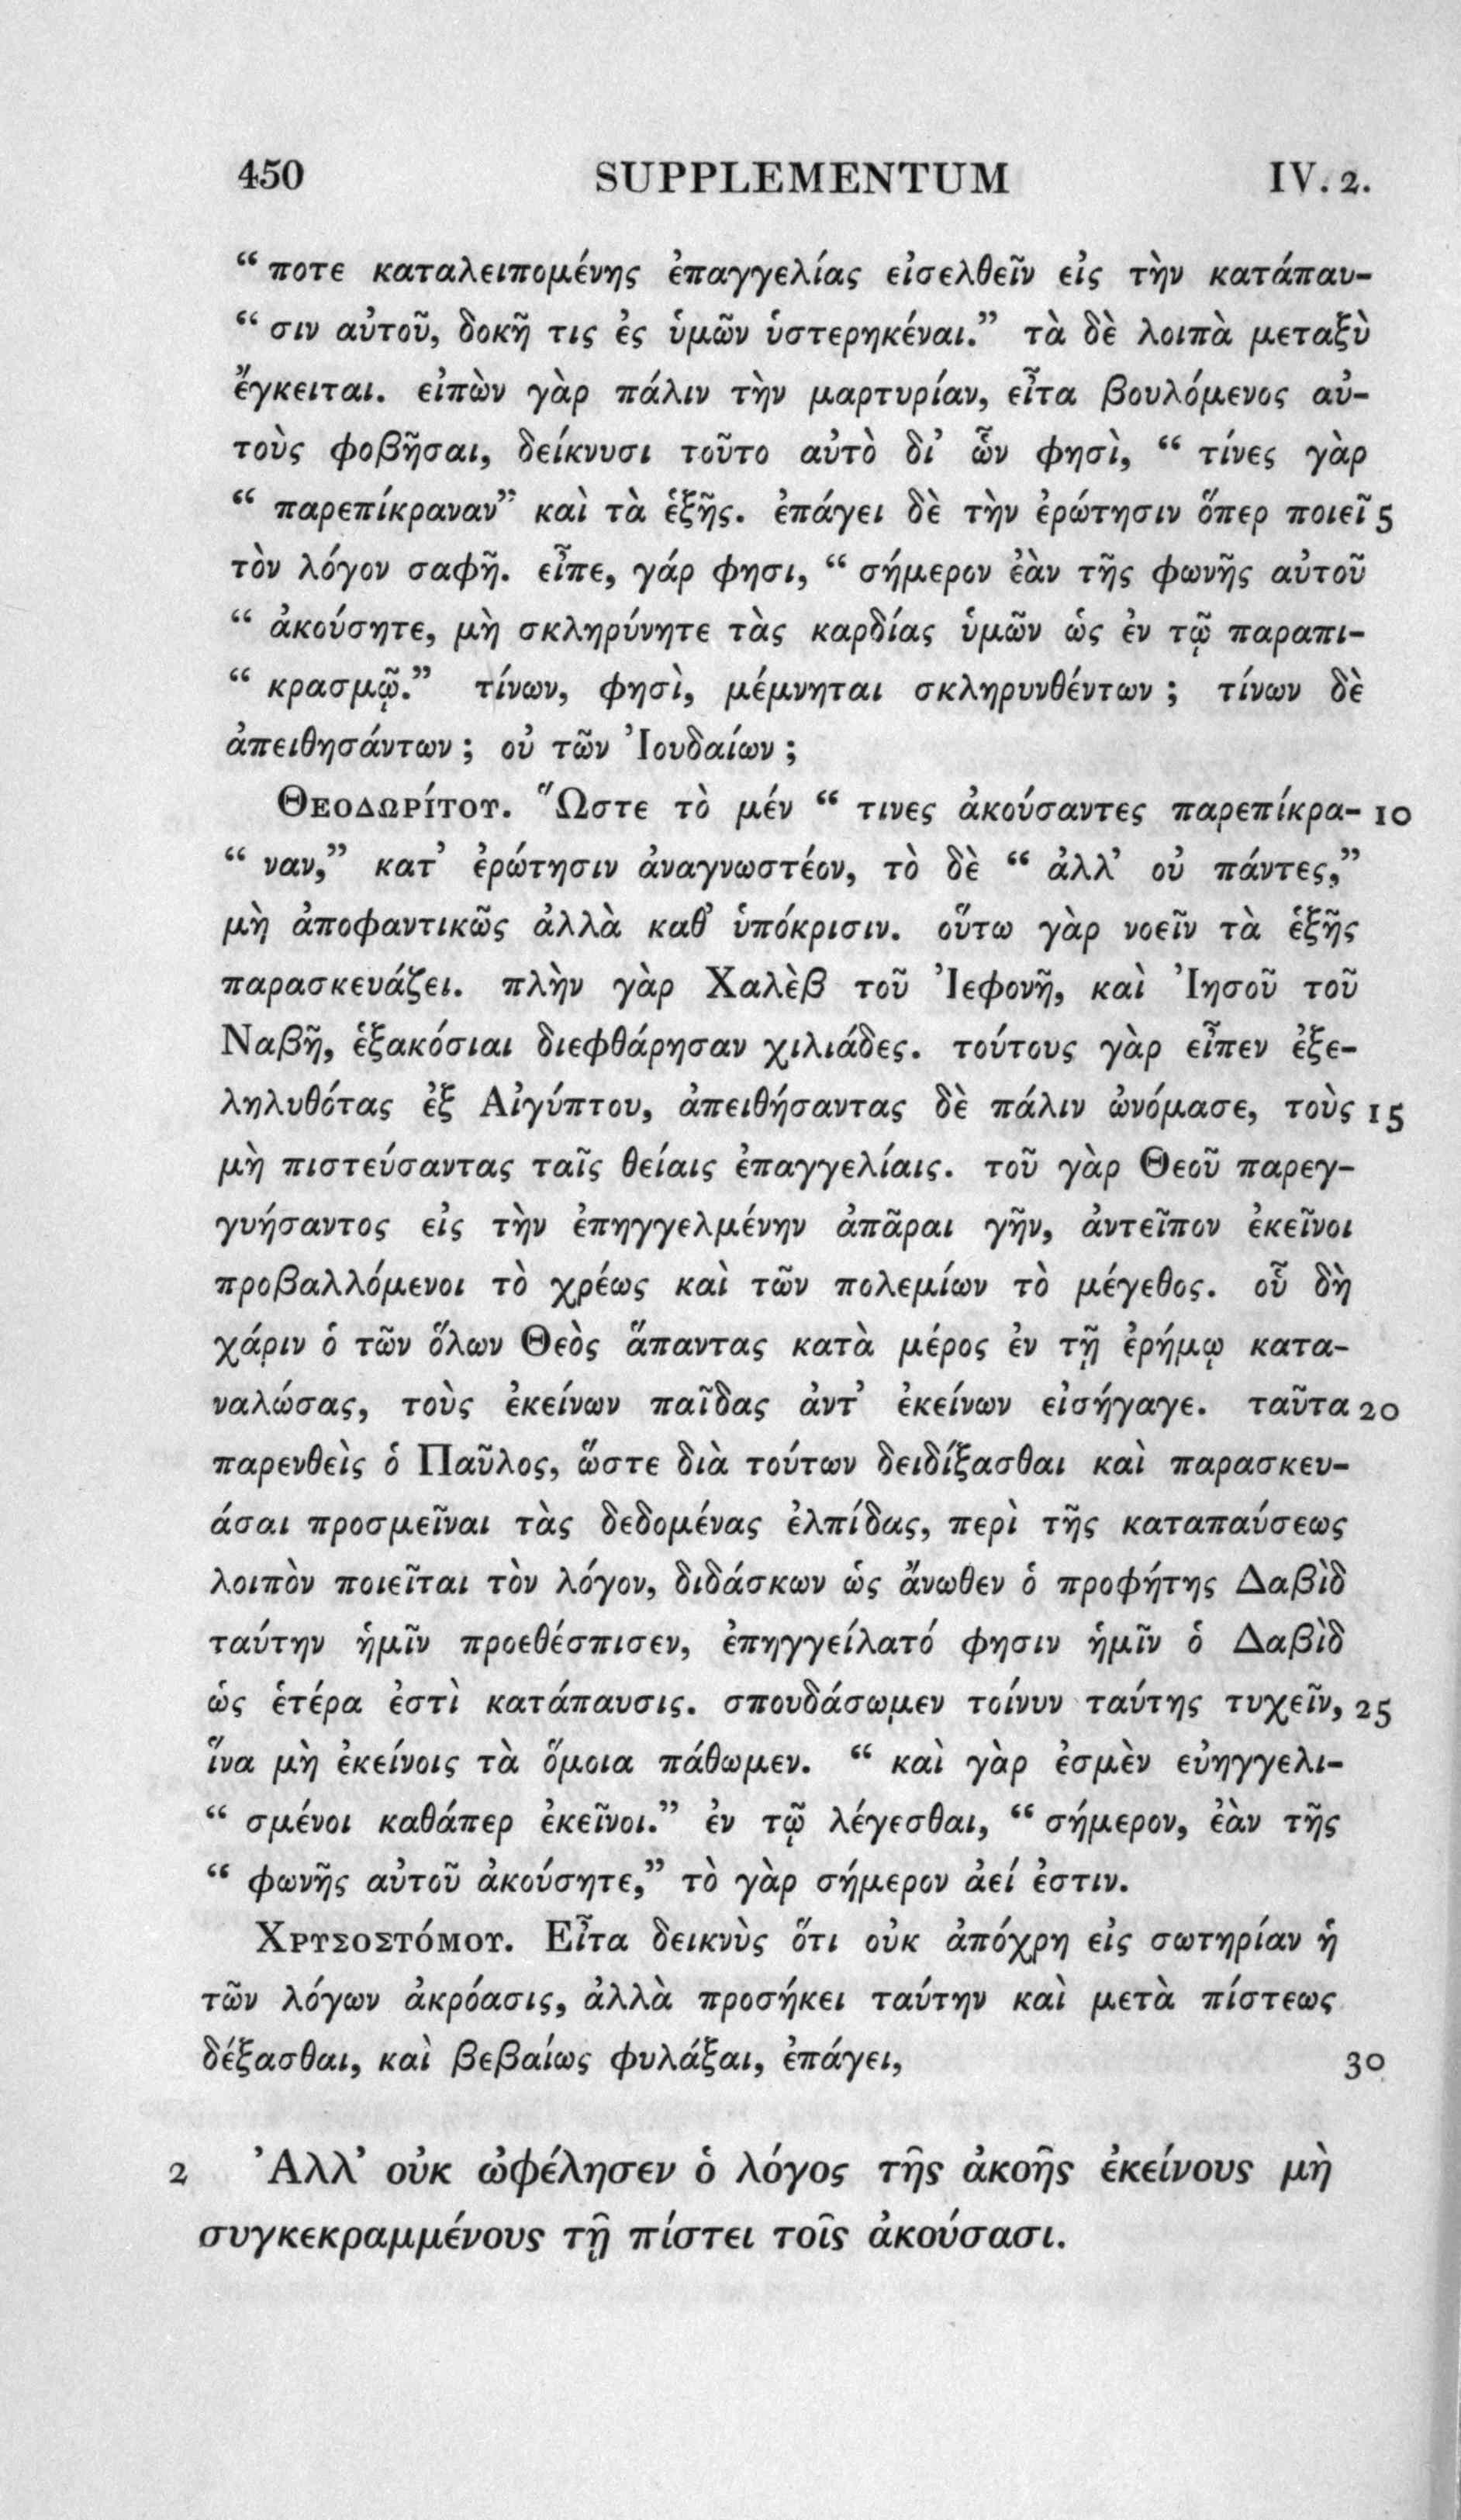 450 SUPPLEMENTUM IV. 2.
“ ποτε καταλειπομένης ἐπαγγελίας εἰσελθεῖν εἰς τὴν κατάπαυ-
“ σιν αὐτοῦ, δοκῆ τις ἐς ὑμῶν ὑστερηκέναι.” τὰ δὲ λοιπὰ μεταξὺ
ἔγκειται. εἰπὼν γὰρ πάλιν τὴν μαρτυρίαν, εἶτα βουλόμενος αὐ-
τοὺς φοβῆσαι, δείκνυσι τοῦτο αὐτὸ δι’ ὧν φησὶ, “ τίνες γὰρ
“ παρεπίκραναν” καὶ τὰ ἑξῆς. ἐπάγει δὲ τὴν ἐρώτησιν ὅπερ ποιεῖ 5
τὸν λόγον σαφῆ. εἶπε, γάρ φησι, “ σήμερον ἐὰν τῆς φωνῆς αὐτοῦ
“ ἀκούσητε, μὴ σκληρύνητε τὰς καρδίας ὑμῶν ὡς ἐν τῷ παραπι-
“ κρασμῷ.” τίνων, φησὶ, μέμνηται σκληρυνθέντων ; τίνων δὲ
ἀπειθησάντων ; οὐ τῶν Ἰουδαίων ;
ΘΕΟΔΩΡίΤΟΥ. Ὥστε τὸ μέν “ τινες ἀκούσαντες παρεπίκρα- 10
“ ναν,” κατ’ ἐρώτησιν ἀναγνωστέον, τὸ δὲ “ ἀλλ’ οὐ πάντες,”
μὴ ἀποφαντικῶς ἀλλὰ καθ’ ὑπόκρισιν. οὕτω γὰρ νοεῖν τὰ ἑξῆς
παρασκευάζει. πλὴν γὰρ Χαλὲβ τοῦ Ἰεφονῆ, καὶ Ἰησοῦ τοῦ
Ναβῆ, ἑξακόσιαι διεφθάρησαν χιλιάδες. τούτους γὰρ εἶπεν ἐξε-
ληλυθότας ἐξ Αἰγύπτου, ἀπειθήσαντας δὲ πάλιν ὠνόμασε, τοὺς 15
μὴ πιστεύσαντας ταῖς θείαις ἐπαγγελίαις. τοῦ γὰρ Θεοῦ παρεγ-
γυήσαντος εἰς τὴν ἐπηγγελμένην ἀπᾶραι γῆν, ἀντεῖπον ἐκεῖνοι
προβαλλόμενοι τὸ χρέως καὶ τῶν πολεμίων τὸ μέγεθος. οὗ δὴ
χάριν ὁ τῶν ὅλων Θεὸς ἅπαντας κατὰ μέρος ἐν τῇ ἐρήμῳ κατα-
ναλώσας, τοὺς ἐκείνων παῖδας ἀντ’ ἐκείνων εἰσήγαγε. ταῦτα 20
παρενθεὶς ὁ Παῦλος, ὥστε διὰ τούτων δειδίξασθαι καὶ παρασκευ-
άσαι προσμεῖναι τὰς δεδομένας ἐλπίδας, περὶ τῆς καταπαύσεως
λοιπὸν ποιεῖται τὸν λόγον, διδάσκων ὡς ἄνωθεν ὁ προφήτης Δαβὶδ
ταύτην ἡμῖν προεθέσπισεν, ἐπηγγείλατό φησιν ἡμῖν ὁ Δαβὶδ
ὡς ἑτέρα ἐστὶ κατάπαυσις. σπουδάσωμεν τοίνυν ταύτης τυχεῖν, 25
ἵνα μὴ ἐκείνοις τὰ ὅμοια πάθωμεν. “ καὶ γὰρ ἐσμὲν εὐηγγελι-
“ σμένοι καθάπερ ἐκεῖνοι.” ἐν τῷ λέγεσθαι, “ σήμερον, ἐὰν τῆς
“ φωνῆς αὐτοῦ ἀκούσητε,” τὸ γὰρ σήμερον ἀεί ἐστιν.
ΧΡΥΣΟΣΤόΜΟΥ. Εἶτα δεικνὺς ὅτι οὐκ ἀπόχρη εἰς σωτηρίαν ἡ
τῶν λόγων ἀκρόασις, ἀλλὰ προσήκει ταύτην καὶ μετὰ πίστεως
δέξασθαι, καὶ βεβαίως φυλάξαι, ἐπάγει, 30
2 Ἀλλ’ οὐκ ὠφέλησεν ὁ λόγος τῆς ἀκοῆς ἐκείνους μὴ
συγκεκραμμένους τῇ πίστει τοῖς ἀκούσασι.